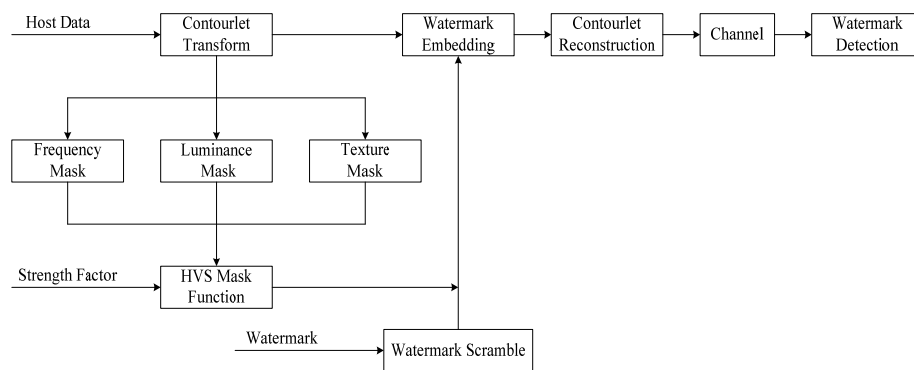 Host Data
Contourlet
Transform
Watermark
Embedding
Contourlet
Reconstruction
Channel
Watermark
Detection
Frequency
Mask
Luminance
Mask
Texture
Mask
Strength Factor
HVS Mask
Function
Watermark
Watermark Scramble